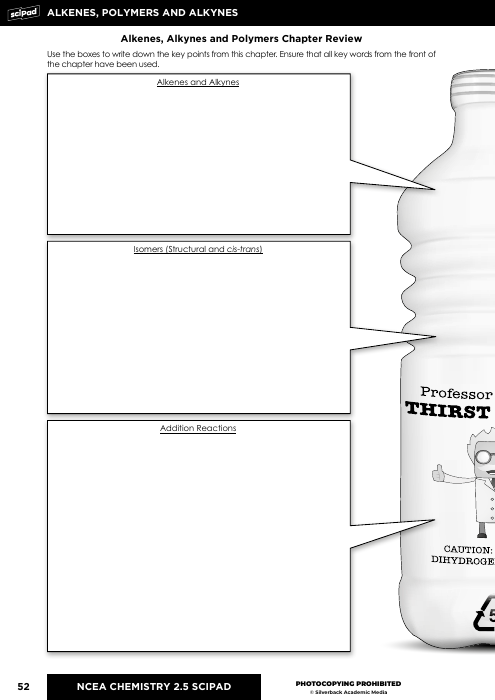 scipad ALKENES, POLYMERS AND ALKYNES
Alkenes, Alkynes and Polymers Chapter Review
Use the boxes to write down the key points from this chapter. Ensure that all key words from the front of
the chapter have been used.
Alkenes and Alkynes
Isomers (Structural and cis-trans)
Professor
THIRST
Addition Reactions
CAUTION:
DIHYDROGE
5
52 NCEA CHEMISTRY 2.5 SCIPAD PHOTOCOPYING PROHIBITED
© Silverback Academic Media